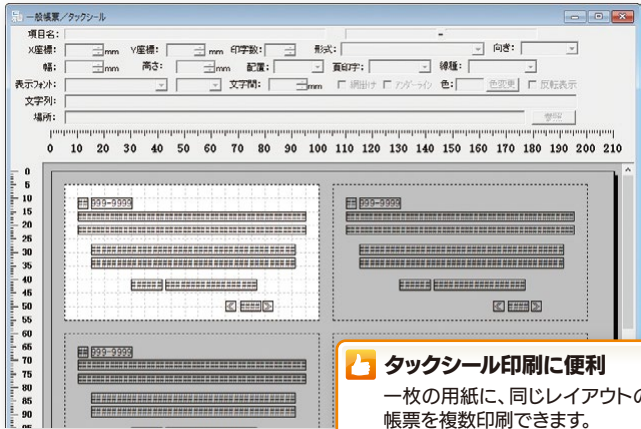 一般帳票／タックシール
項目名： -
X座標： mm Y座標： mm 印字数： 形式： 向き：
幅： mm 高さ： mm 配置： 頁印字： 線種：
表示フォント： 文字間： mm 網掛け アンダーライン 色： 色変更 反転表示
文字列：
場所： 参照
0 10 20 30 40 50 60 70 80 90 100 110 120 130 140 150 160 170 180 190 200 210
0
5
10
15
20
25
30
35
40
45
50
55
60
65
70
75
80
85
90
95
999-9999 999-9999
999-9999
タックシール印刷に便利
一枚の用紙に、同じレイアウトの
帳票を複数印刷できます。